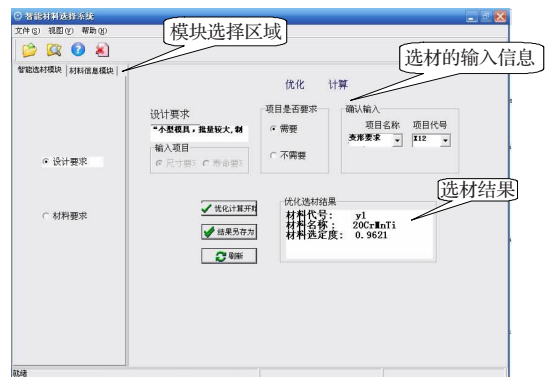 智能材料选择系统
文件(S) 视图(V) 帮助(H)
模块选择区域
选材的输入信息
智能选材模块 材料信息模块
优化 计算
设计要求
"小型模具，批量较大，制
项目是否要求
需要
不需要
确认输入
项目名称 项目代号
变形要求 X12
输入项目
尺寸要 寿命要
设计要求
材料要求
选材结果
优化计算开始
结果另存为
刷新
优化选材结果
材料代号： y1
材料名称： 20CrMnTi
材料选定度： 0.9621
就绪